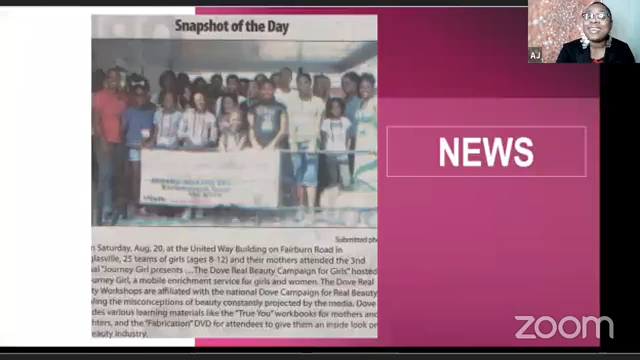 Snapshot of the Day
Submitted pho
n Saturday, Aug. 20, at the United Way Building on Fairburn Road in
glasville, 25 teams of girls (ages 8-12) and their mothers attended the 3rd
al "Journey Girl presents ...The Dove Real Beauty Campaign for Girls" hosted
ourney Girl, a mobile enrichment service for girls and women. The Dove Real
ty Workshops are affiliated with the national Dove Campaign for Real Beauty
ling the misconceptions of beauty constantly projected by the media. Dove
des various learning materials like the "True You" workbooks for mothers and
hters, and the "Fabrication" DVD for attendees to give them an inside look on
eauty industry.
NEWS
AJ
zoom